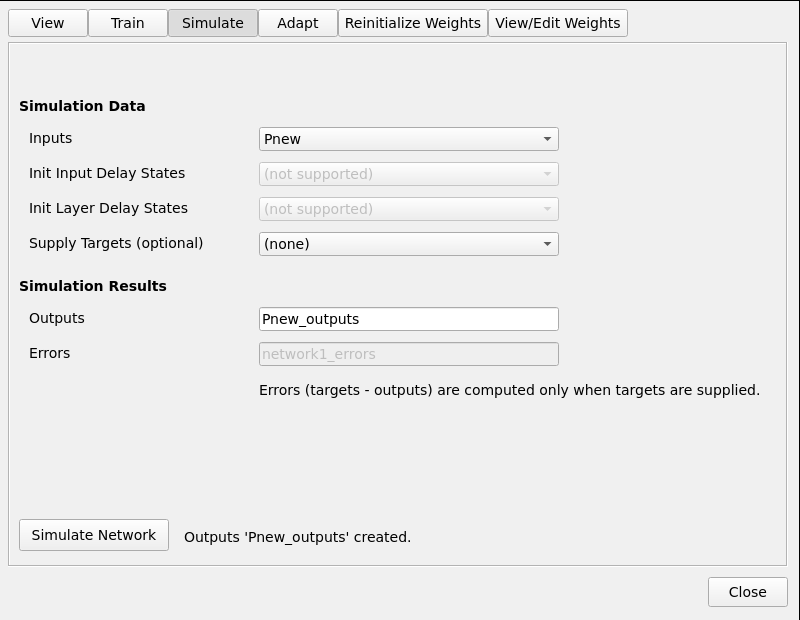 View Train Simulate Adapt Reinitialize Weights View/Edit Weights
Simulation Data
Inputs Pnew
Init Input Delay States (not supported)
Init Layer Delay States (not supported)
Supply Targets (optional) (none)
Simulation Results
Outputs Pnew_outputs
Errors network1_errors
Errors (targets - outputs) are computed only when targets are supplied.
Simulate Network Outputs 'Pnew_outputs' created.
Close